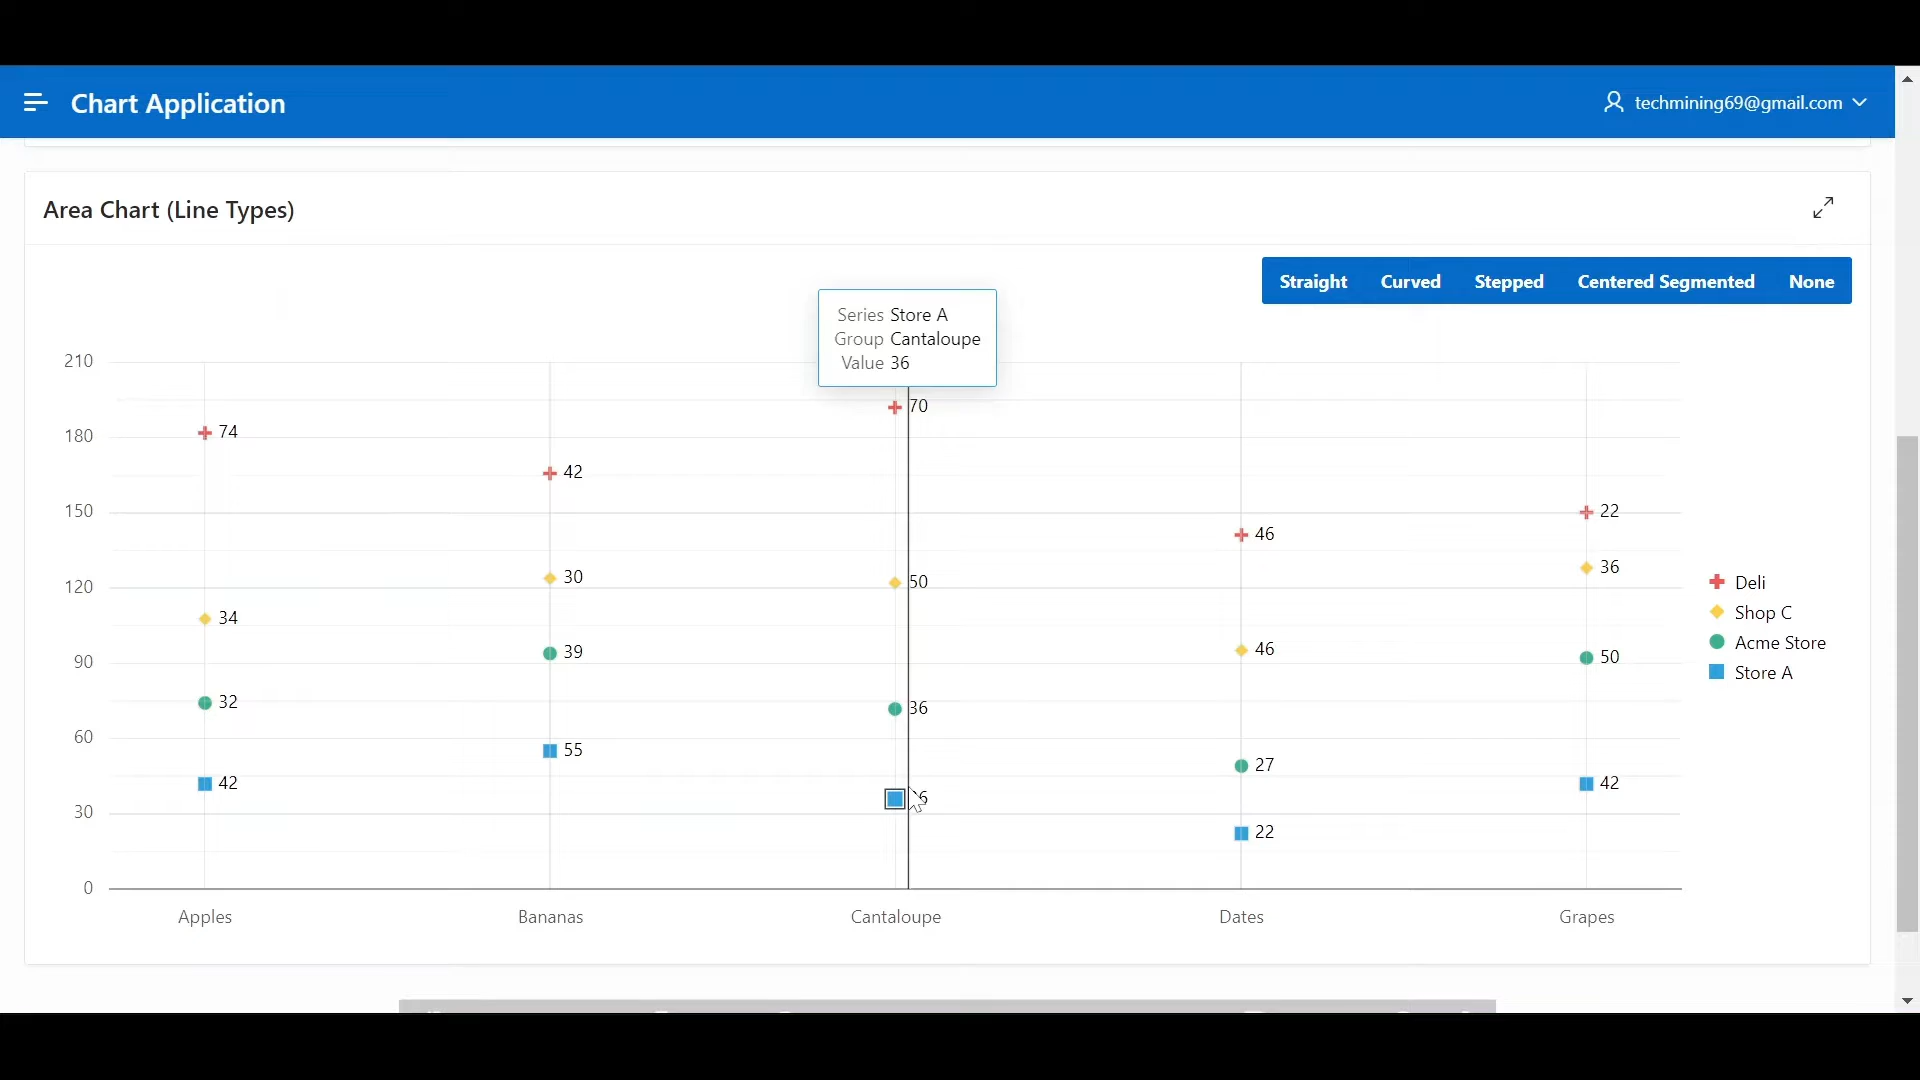 Chart Application
techmining69@gmail.com
Area Chart (Line Types)
Straight Curved Stepped Centered Segmented None
Series Store A
Group Cantaloupe
Value 36
210
180
150
120
90
60
30
0
74
34
32
42
42
30
39
55
70
50
36
46
46
27
22
22
36
50
42
Apples Bananas Cantaloupe Dates Grapes
Deli
Shop C
Acme Store
Store A